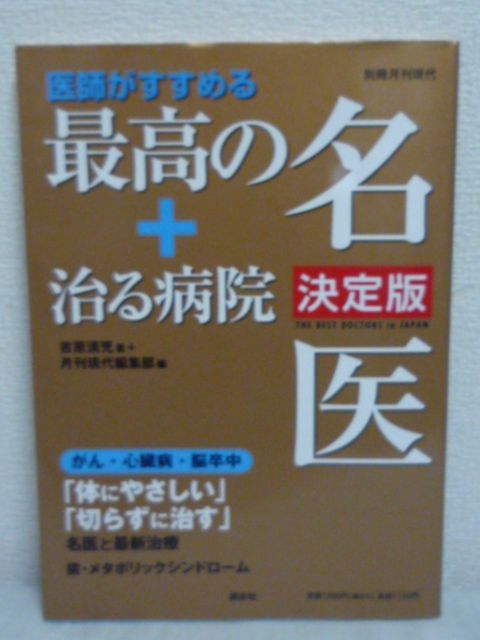 別冊月刊現代
医師がすすめる
最高の名医
+
治る病院
決定版
THE BEST DOCTORS in JAPAN
吉原清児 著+
月刊現代編集部 編
がん・心臓病・脳卒中
「体にやさしい」
「切らずに治す」
名医と最新治療
歯・メタボリックシンドローム
講談社